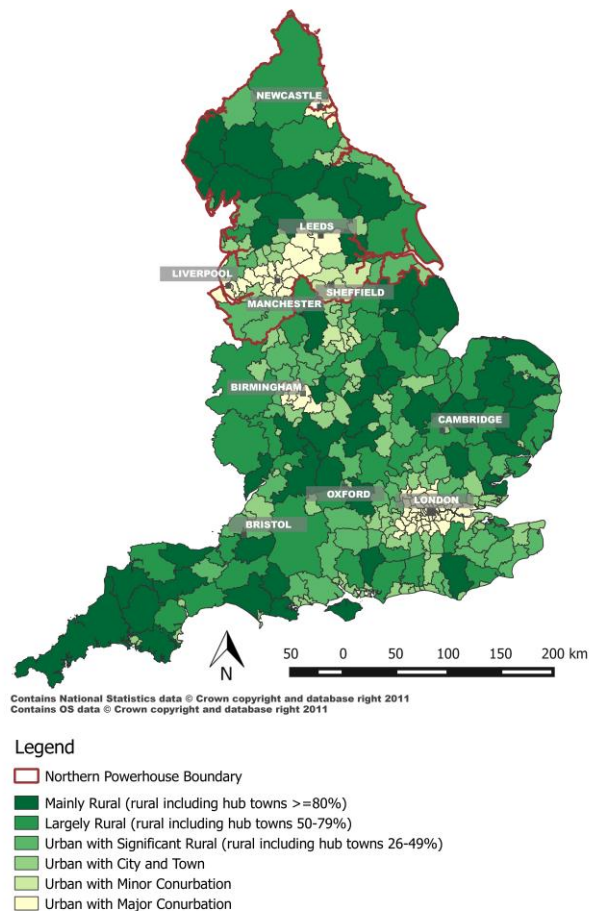 NEWCASTLE
LEEDS
LIVERPOOL
SHEFFIELD
MANCHESTER
BIRMINGHAM
CAMBRIDGE
OXFORD
LONDON
BRISTOL
N
50 0 50 100 150 200 km
Contains National Statistics data © Crown copyright and database right 2011
Contains OS data © Crown copyright and database right 2011
Legend
Northern Powerhouse Boundary
Mainly Rural (rural including hub towns >=80%)
Largely Rural (rural including hub towns 50-79%)
Urban with Significant Rural (rural including hub towns 26-49%)
Urban with City and Town
Urban with Minor Conurbation
Urban with Major Conurbation